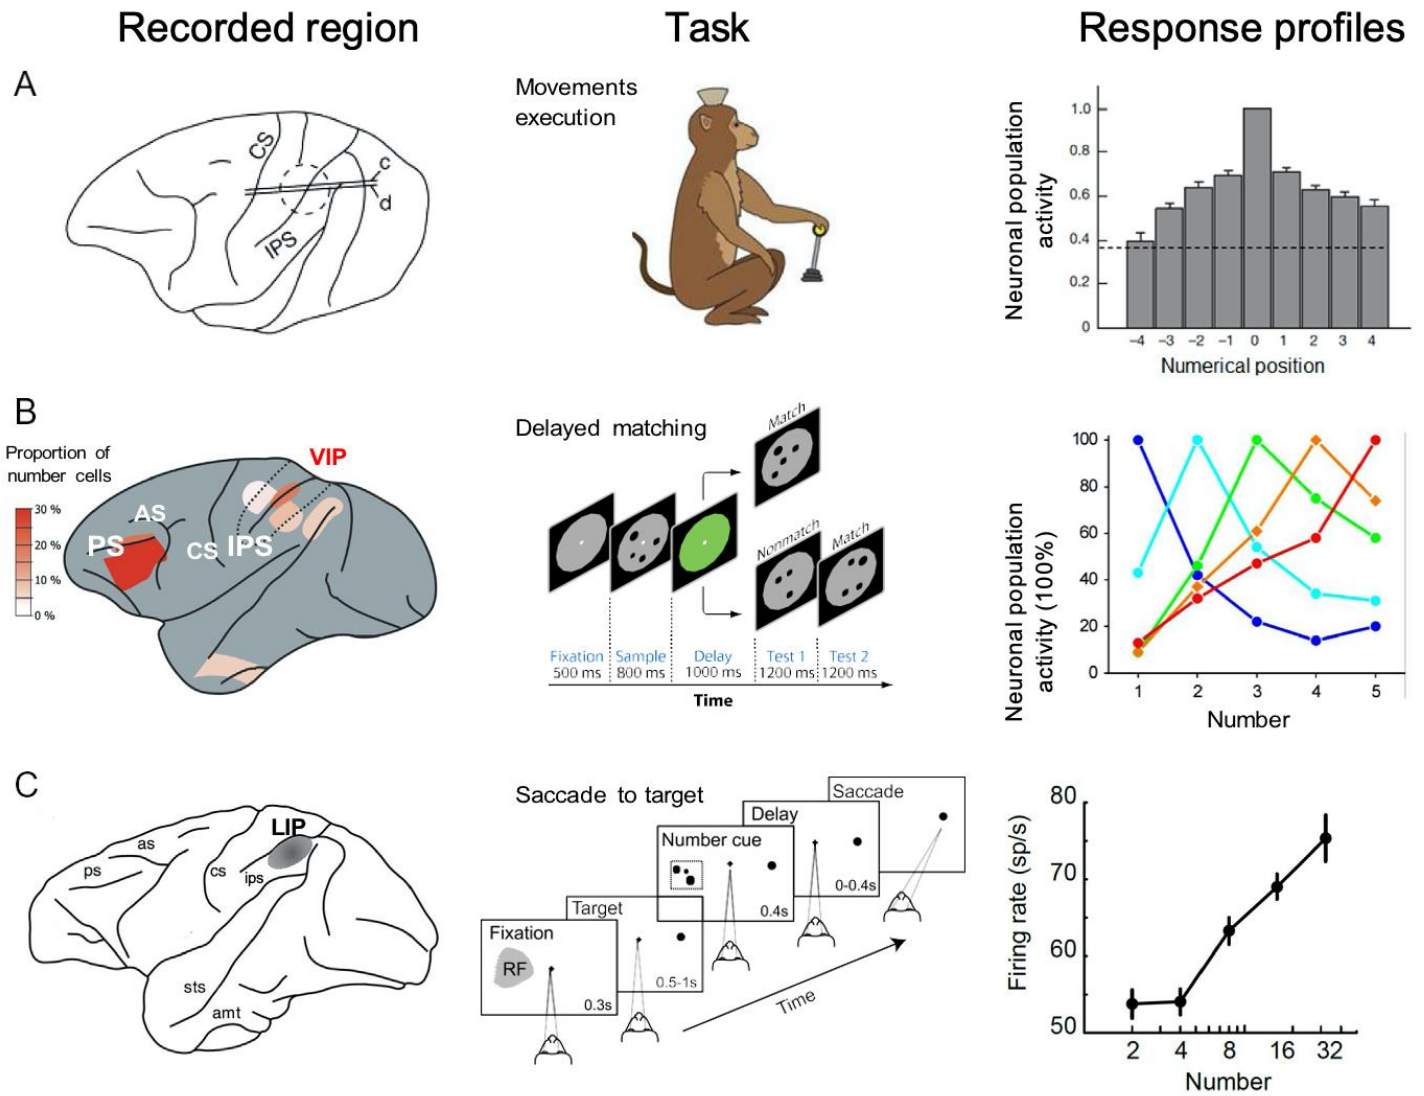 Recorded region
Task
Response profiles
A
CS
IPS
c
d
Movements
execution
Neuronal population
activity
1.0
0.8
0.6
0.4
0.2
0
−4 −3 −2 −1 0 1 2 3 4
Numerical position
B
Proportion of
number cells
30 %
20 %
10 %
0 %
VIP
AS
PS
CS
IPS
Delayed matching
Match
Nonmatch
Match
Fixation Sample Delay Test 1 Test 2
500 ms 800 ms 1000 ms 1200 ms 1200 ms
Time
Neuronal population
activity (100%)
100
80
60
40
20
0
1 2 3 4 5
Number
C
LIP
as
ps
cs
ips
sts
amt
Saccade to target
Saccade
Delay
0-0.4s
Number cue
0.4s
Target
0.5-1s
Fixation
RF
0.3s
Time
Firing rate (sp/s)
80
70
60
50
2 4 8 16 32
Number